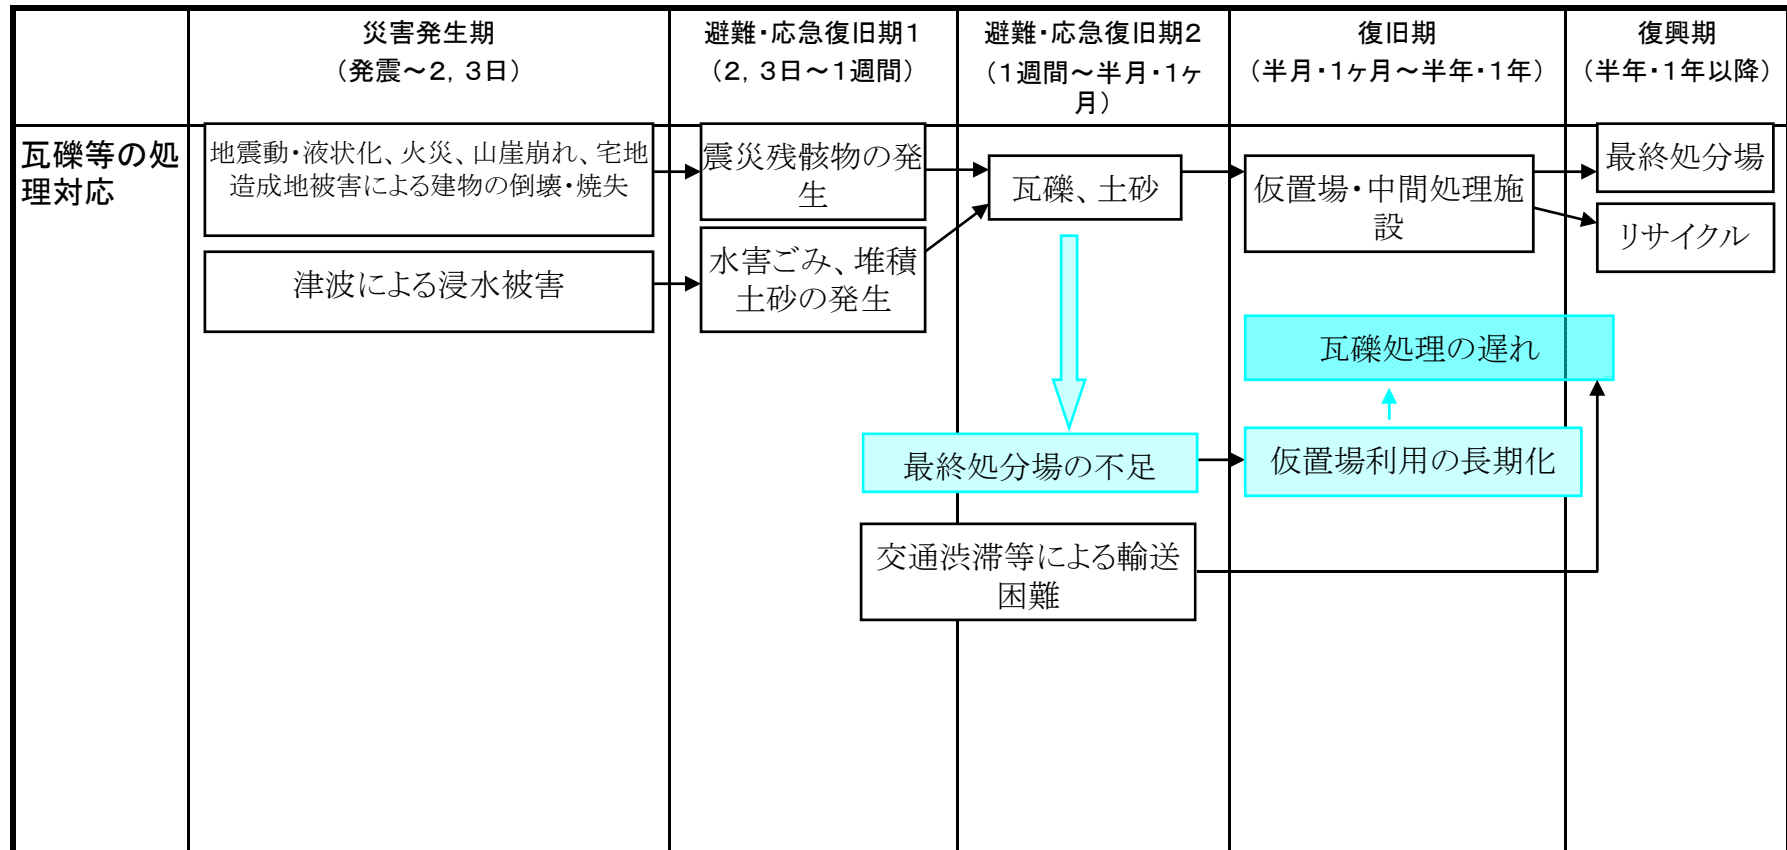 災害発生期
（発震～2，3日）
避難・応急復旧期1
（2，3日～1週間）
避難・応急復旧期2
（1週間～半月・1ヶ
月）
復旧期
（半月・1ヶ月～半年・1年）
復興期
（半年・1年以降）
瓦礫等の処
理対応
地震動・液状化、火災、山崖崩れ、宅地
造成地被害による建物の倒壊・焼失
震災残骸物の発
生
瓦礫、土砂
仮置場・中間処理施
設
最終処分場
リサイクル
津波による浸水被害
水害ごみ、堆積
土砂の発生
瓦礫処理の遅れ
最終処分場の不足
仮置場利用の長期化
交通渋滞等による輸送
困難